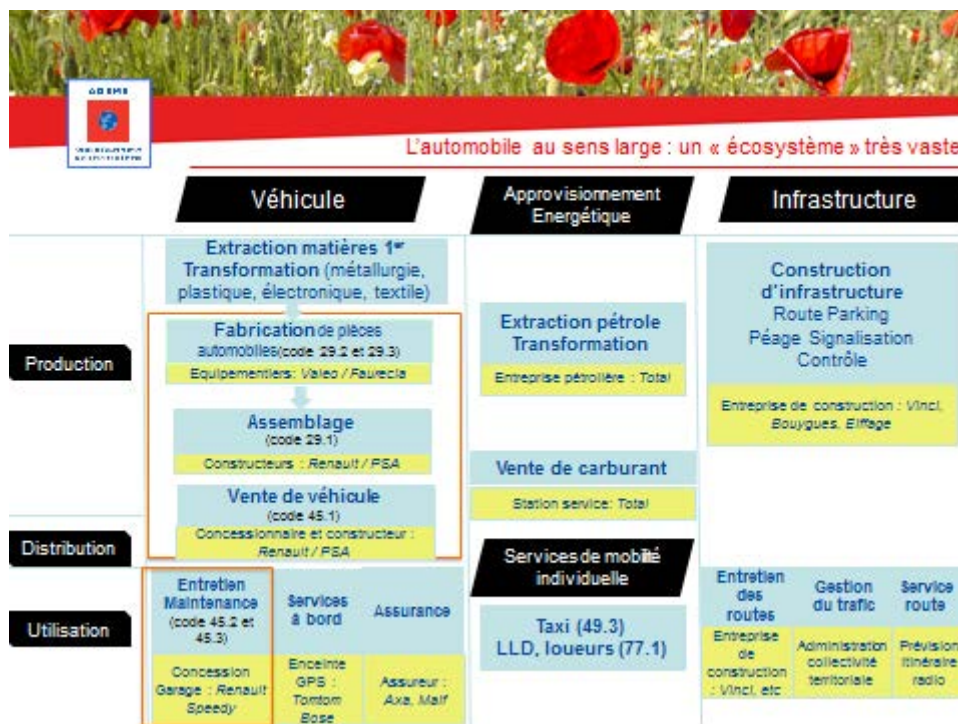 ADEME
L'automobile au sens large : un « écosystème » très vaste
Véhicule
Approvisionnement
Energétique
Infrastructure
Production
Extraction matières 1er
Transformation (métallurgie,
plastique, électronique, textile)
Fabrication de pièces
automobiles(code 29.2 et 29.3)
Equipementiers: Valeo / Faurecia
Assemblage
(code 29.1)
Constructeurs : Renault / PSA
Vente de véhicule
(code 45.1)
Concessionnaire et constructeur :
Renault / PSA
Extraction pétrole
Transformation
Entreprise pétrolière : Total
Vente de carburant
Station service: Total
Construction
d'infrastructure
Route Parking
Péage Signalisation
Contrôle
Entreprise de construction : Vinci,
Bouygues, Eiffage
Distribution
Services de mobilité
individuelle
Utilisation
Entretien
Maintenance
(code 45.2 et
45.3)
Concession
Garage : Renault
Speedy
Services
à bord
Enceinte
GPS :
Tomtom
Bose
Assurance
Assureur :
Axa, Maif
Taxi (49.3)
LLD, loueurs (77.1)
Entretien
des
routes
Entreprise
de
construction
: Vinci, etc
Gestion
du trafic
Administration
collectivité
territoriale
Service
route
Prévision
itinéraire
radio